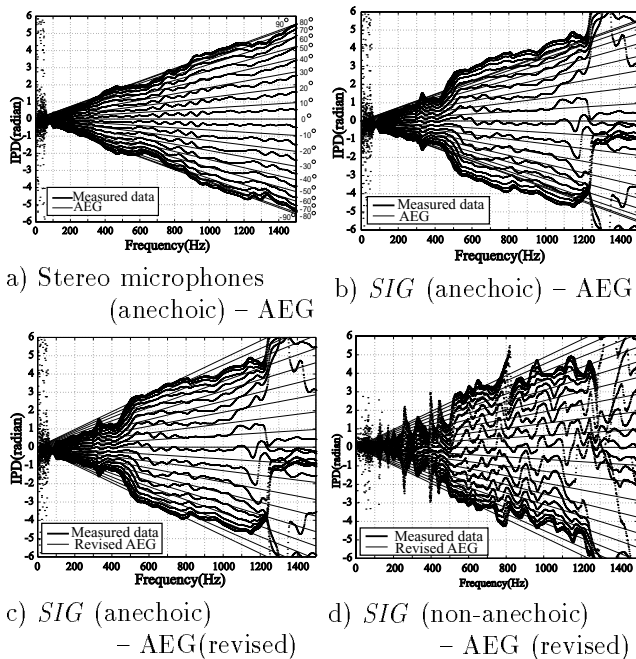 6
5
4
3
2
1
0
-1
-2
-3
-4
-5
-6
IPD(radian)
90°
80°
70°
60°
50°
40°
30°
20°
10°
0°
-10°
-20°
-30°
-40°
-50°
-60°
-70°
-80°
-90°
Measured data
AEG
0 200 400 600 800 1000 1200 1400
Frequency(Hz)
a) Stereo microphones
(anechoic) – AEG
6
5
4
3
2
1
0
-1
-2
-3
-4
-5
-6
IPD(radian)
Measured data
AEG
0 200 400 600 800 1000 1200 1400
Frequency(Hz)
b) SIG (anechoic) – AEG
6
5
4
3
2
1
0
-1
-2
-3
-4
-5
-6
IPD(radian)
Measured data
Revised AEG
0 200 400 600 800 1000 1200 1400
Frequency(Hz)
c) SIG (anechoic)
– AEG(revised)
6
5
4
3
2
1
0
-1
-2
-3
-4
-5
-6
IPD(radian)
Measured data
Revised AEG
0 200 400 600 800 1000 1200 1400
Frequency(Hz)
d) SIG (non-anechoic)
– AEG (revised)